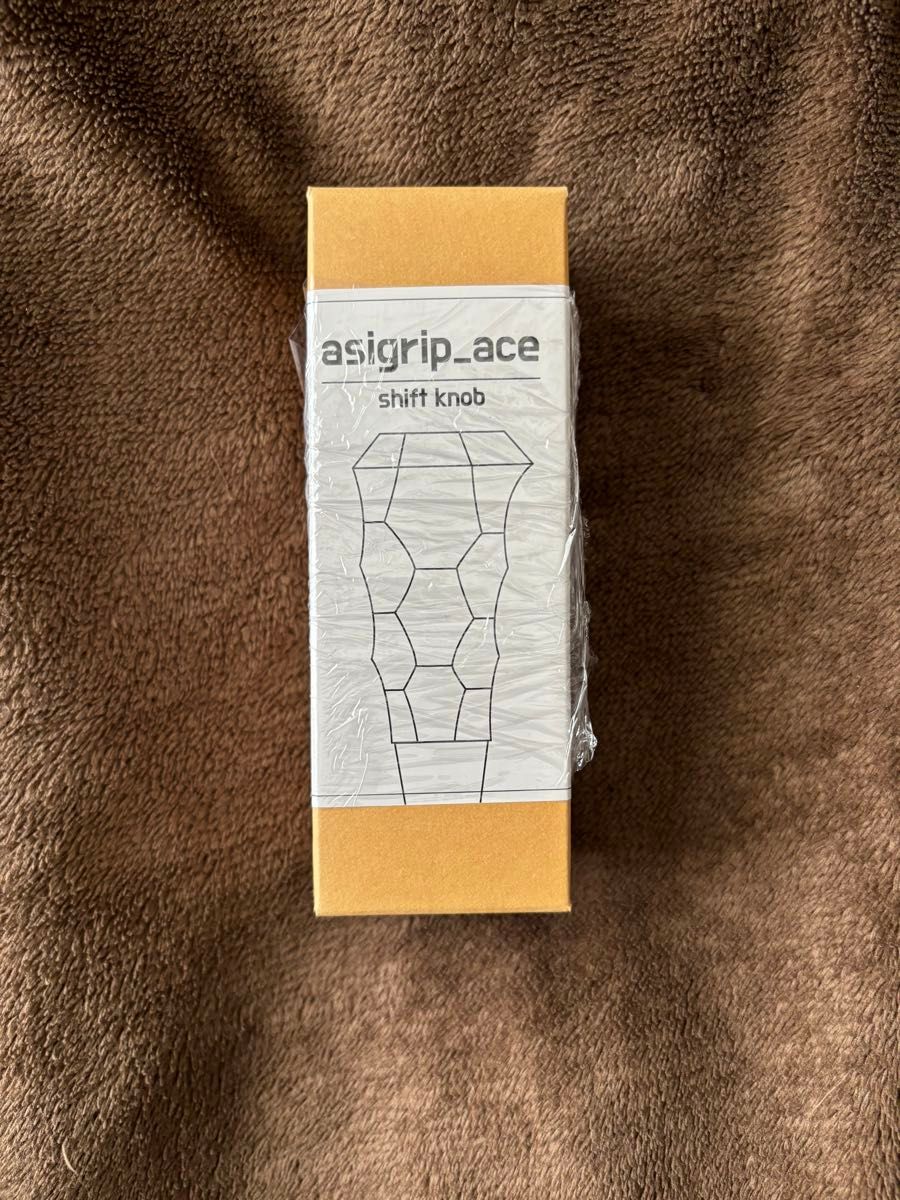 asigrip_ace
shift knob